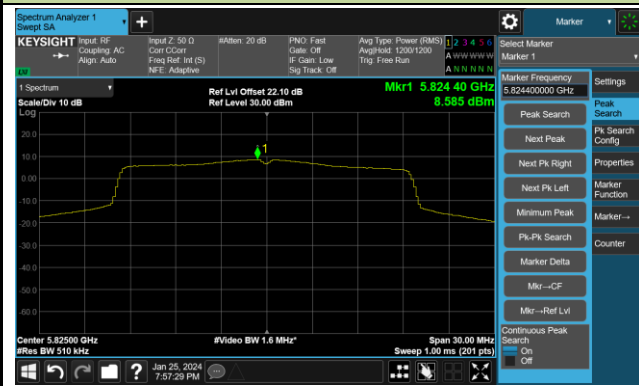 Spectrum Analyzer 1
Swept SA
+
Marker
KEYSIGHT
Input: RF
Coupling: AC
Align: Auto
Input Z: 50 Ω
Corr CCorr
Freq Ref: Int (S)
NFE: Adaptive
#Atten: 20 dB
PNO: Fast
Gate: Off
IF Gain: Low
Sig Track: Off
Avg Type: Power (RMS)
Avg|Hold: 1200/1200
Trig: Free Run
1 2 3 4 5 6
A W W W W W
A N N N N N
LW
Select Marker
Marker 1
1 Spectrum
Scale/Div 10 dB
Log
Ref Lvl Offset 22.10 dB
Ref Level 30.00 dBm
Mkr1 5.824 40 GHz
8.585 dBm
20.0
10.0
0.00
-10.0
-20.0
-30.0
-40.0
-50.0
-60.0
1
Center 5.82500 GHz
#Res BW 510 kHz
#Video BW 1.6 MHz*
Span 30.00 MHz
Sweep 1.00 ms (201 pts)
Marker Frequency
5.824400000 GHz
Peak Search
Next Peak
Next Pk Right
Next Pk Left
Minimum Peak
Pk-Pk Search
Marker Delta
Mkr→CF
Mkr→Ref Lvl
Continuous Peak
Search
On
Off
Settings
Peak
Search
Pk Search
Config
Properties
Marker
Function
Marker→
Counter
?
Jan 25, 2024
7:57:29 PM